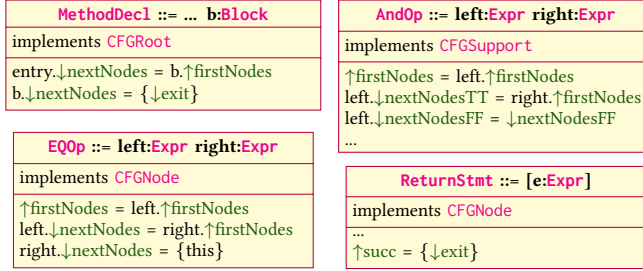 MethodDecl ::= ... b:Block
implements CFGRoot
entry.↓nextNodes = b.↑firstNodes
b.↓nextNodes = {↓exit}
AndOp ::= left:Expr right:Expr
implements CFGSupport
↑firstNodes = left.↑firstNodes
left.↓nextNodesTT = right.↑firstNodes
left.↓nextNodesFF = ↓nextNodesFF
...
EQOp ::= left:Expr right:Expr
implements CFGNode
↑firstNodes = left.↑firstNodes
left.↓nextNodes = right.↑firstNodes
right.↓nextNodes = {this}
ReturnStmt ::= [e:Expr]
implements CFGNode
...
↑succ = {↓exit}